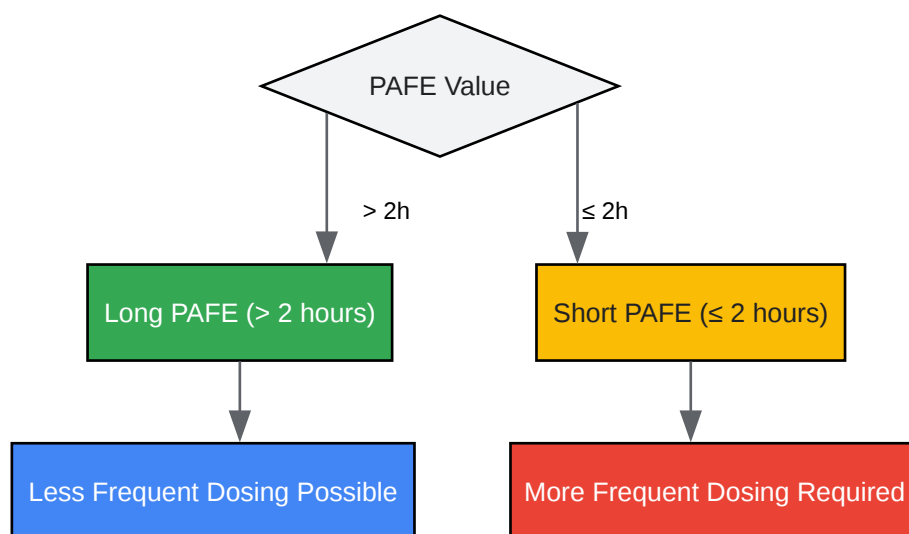 PAFE Value
> 2h
≤ 2h
Long PAFE (> 2 hours)
Short PAFE (≤ 2 hours)
Less Frequent Dosing Possible
More Frequent Dosing Required